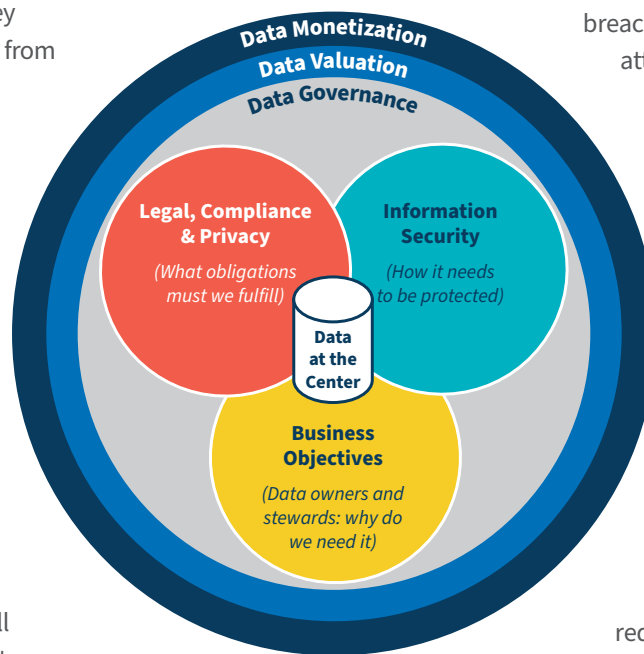 ey
from
breac
att
Data Monetization
Data Valuation
Data Governance
Legal, Compliance
& Privacy
(What obligations
must we fulfill)
Information
Security
(How it needs
to be protected)
Data
at the
Center
Business
Objectives
(Data owners and
stewards: why do
we need it)
ll
rec